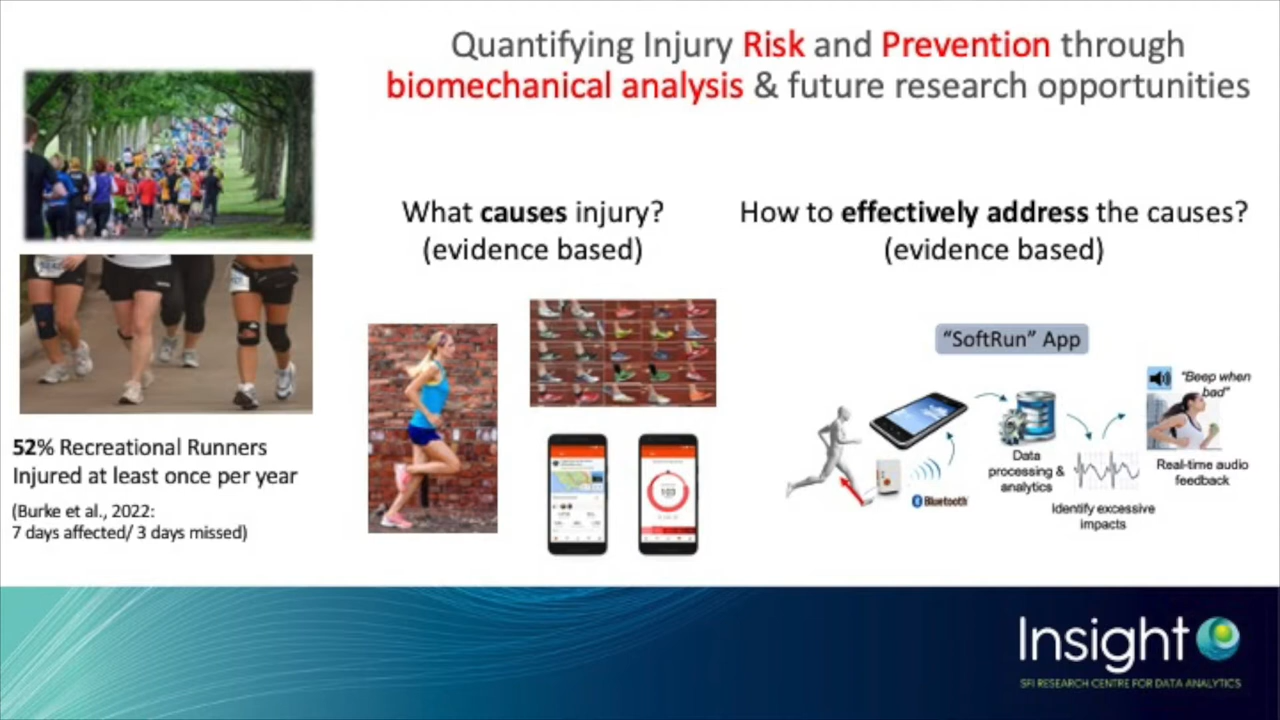 Quantifying Injury Risk and Prevention through
biomechanical analysis & future research opportunities
What causes injury?
(evidence based)
How to effectively address the causes?
(evidence based)
52% Recreational Runners
Injured at least once per year
(Burke et al., 2022:
7 days affected/ 3 days missed)
103
"SoftRun" App
Bluetooth
Data
processing &
analytics
Identify excessive
impacts
"Beep when
bad"
Real-time audio
feedback
Insight
SFI RESEARCH CENTRE FOR DATA ANALYTICS